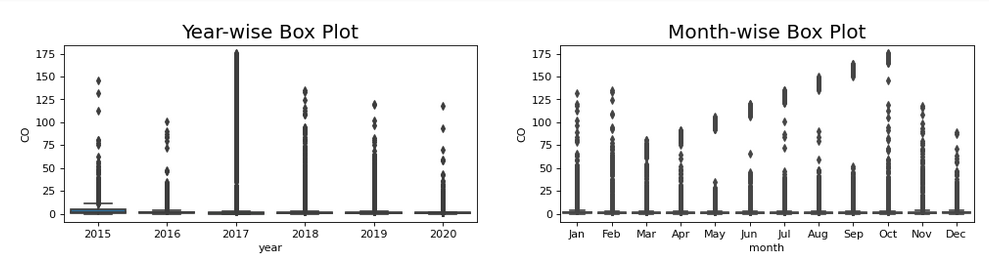 Year-wise Box Plot
175
150
125
100
75
50
25
0
CO
2015 2016 2017 2018 2019 2020
year
Month-wise Box Plot
175
150
125
100
75
50
25
0
CO
Jan Feb Mar Apr May Jun Jul Aug Sep Oct Nov Dec
month